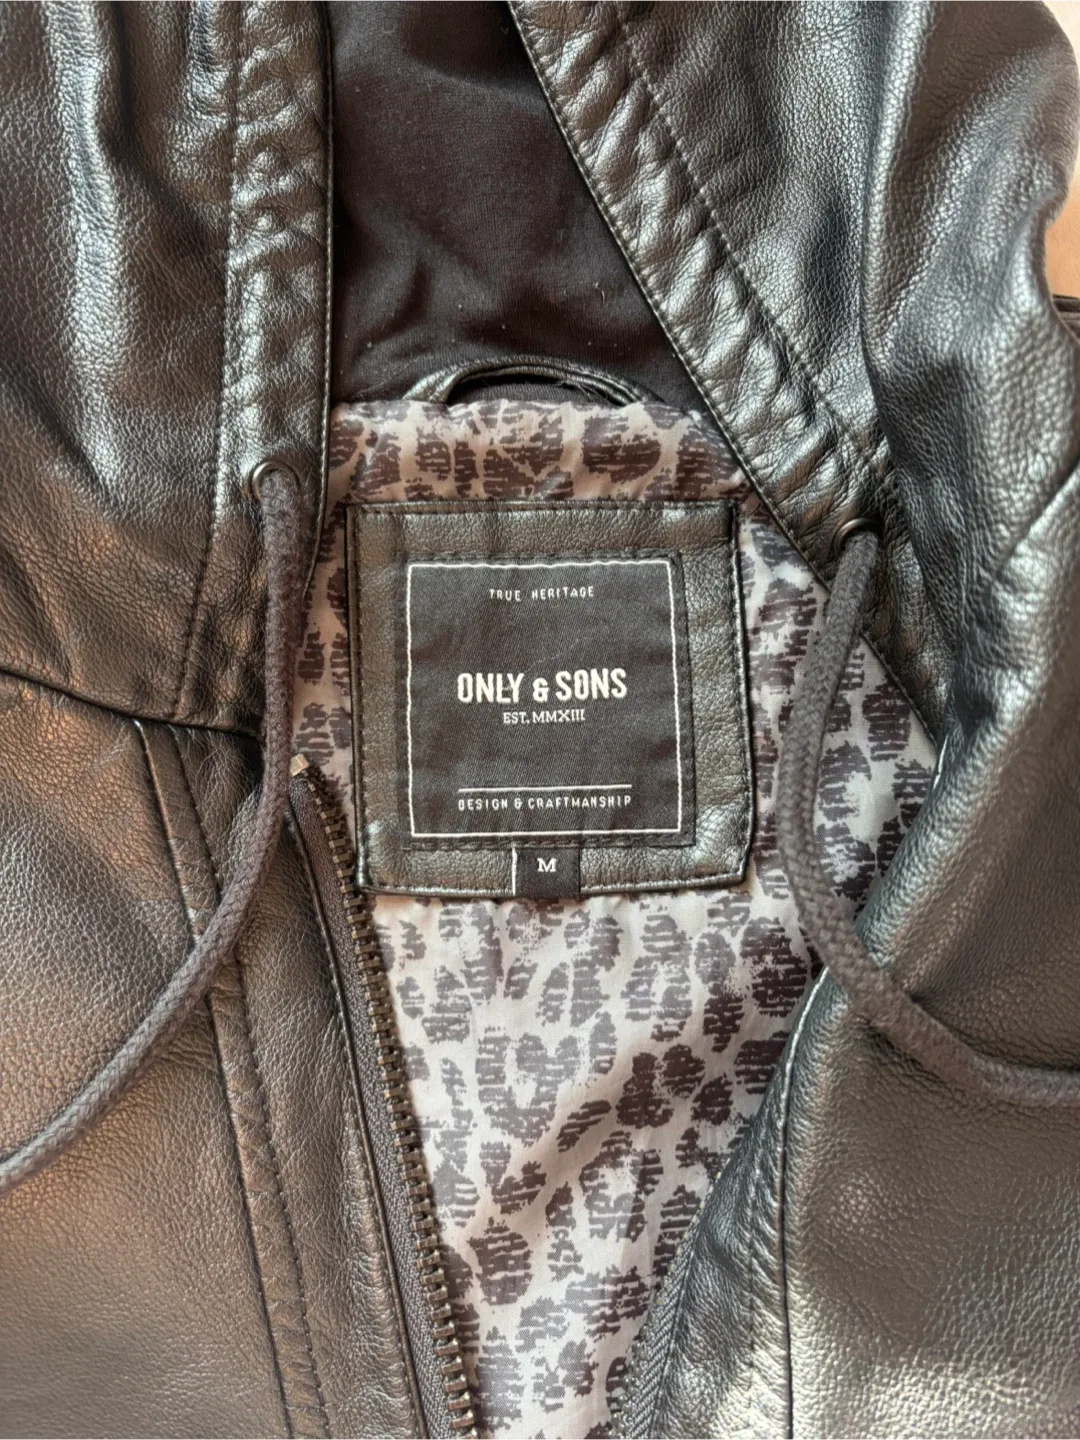 TRUE HERITAGE
ONLY & SONS
EST. MMXIII
DESIGN & CRAFTMANSHIP
M